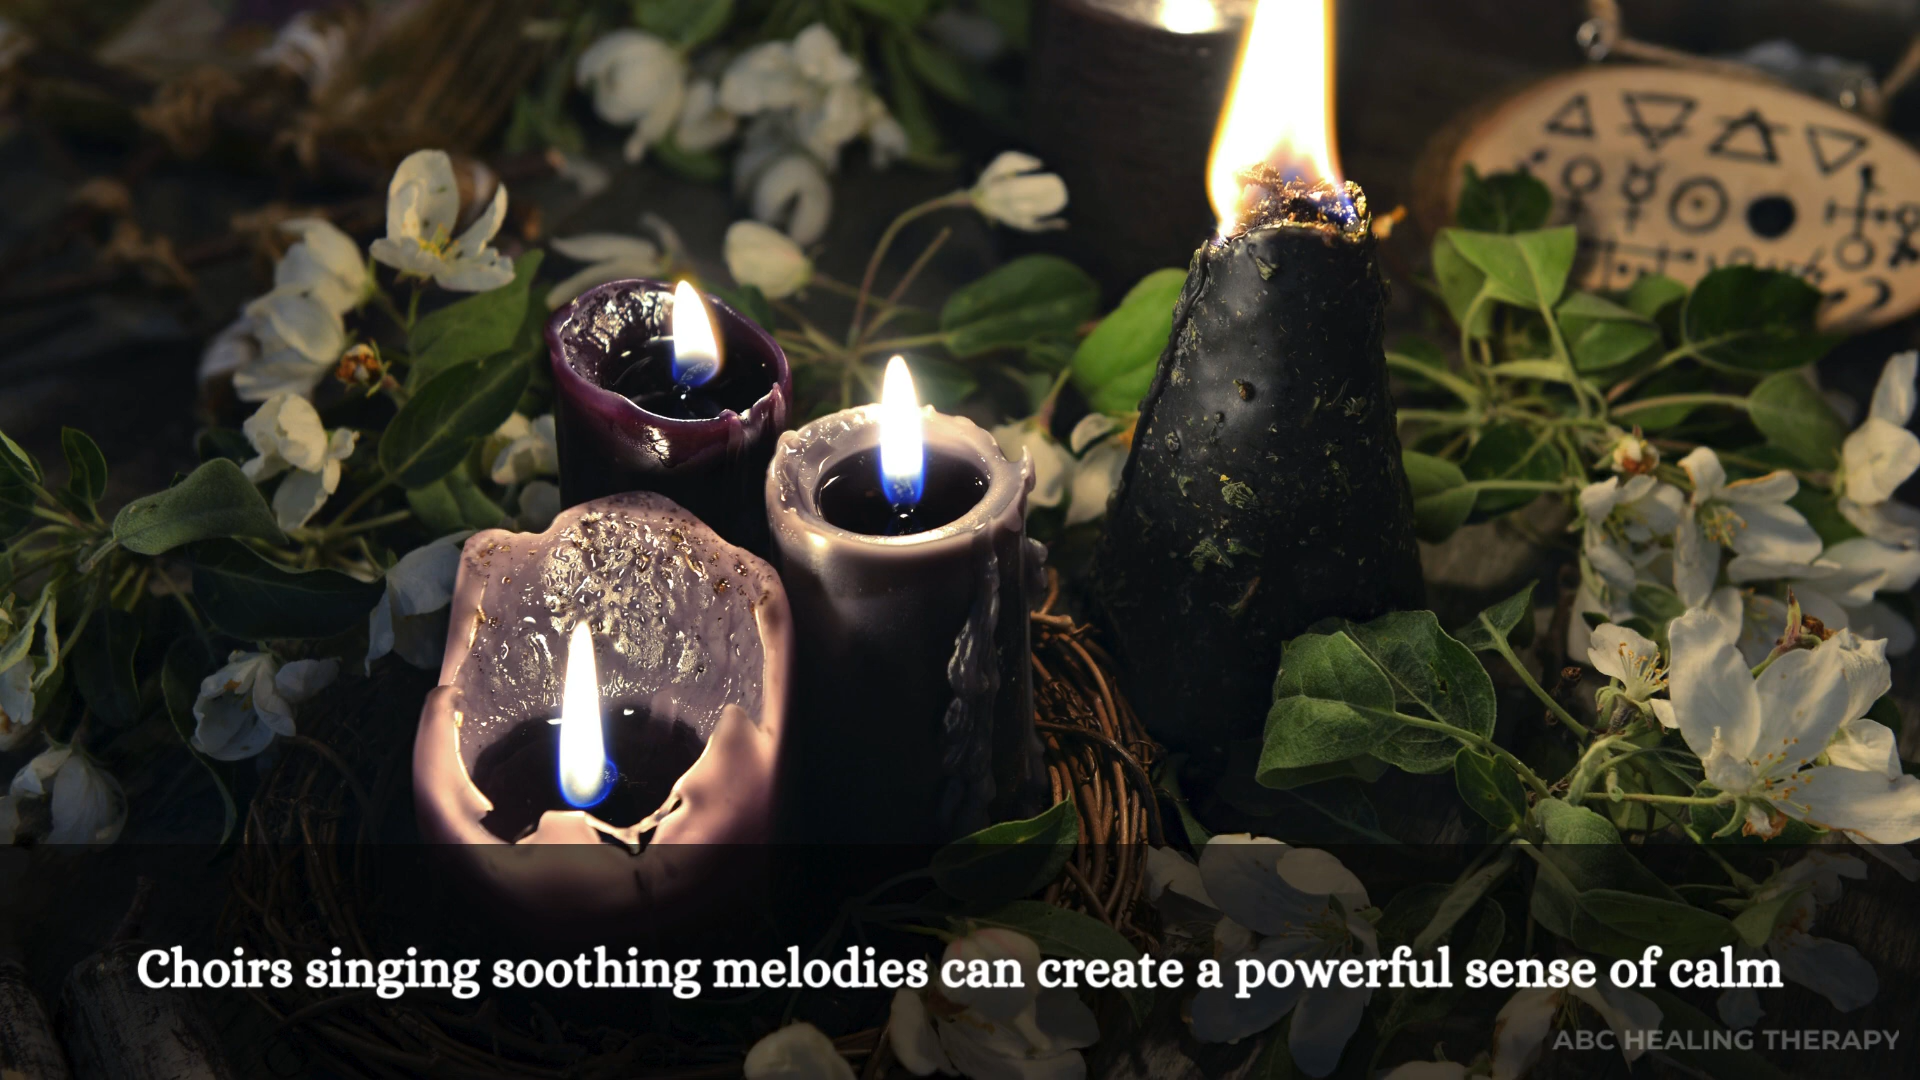 Choirs singing soothing melodies can create a powerful sense of calm
ABC HEALING THERAPY